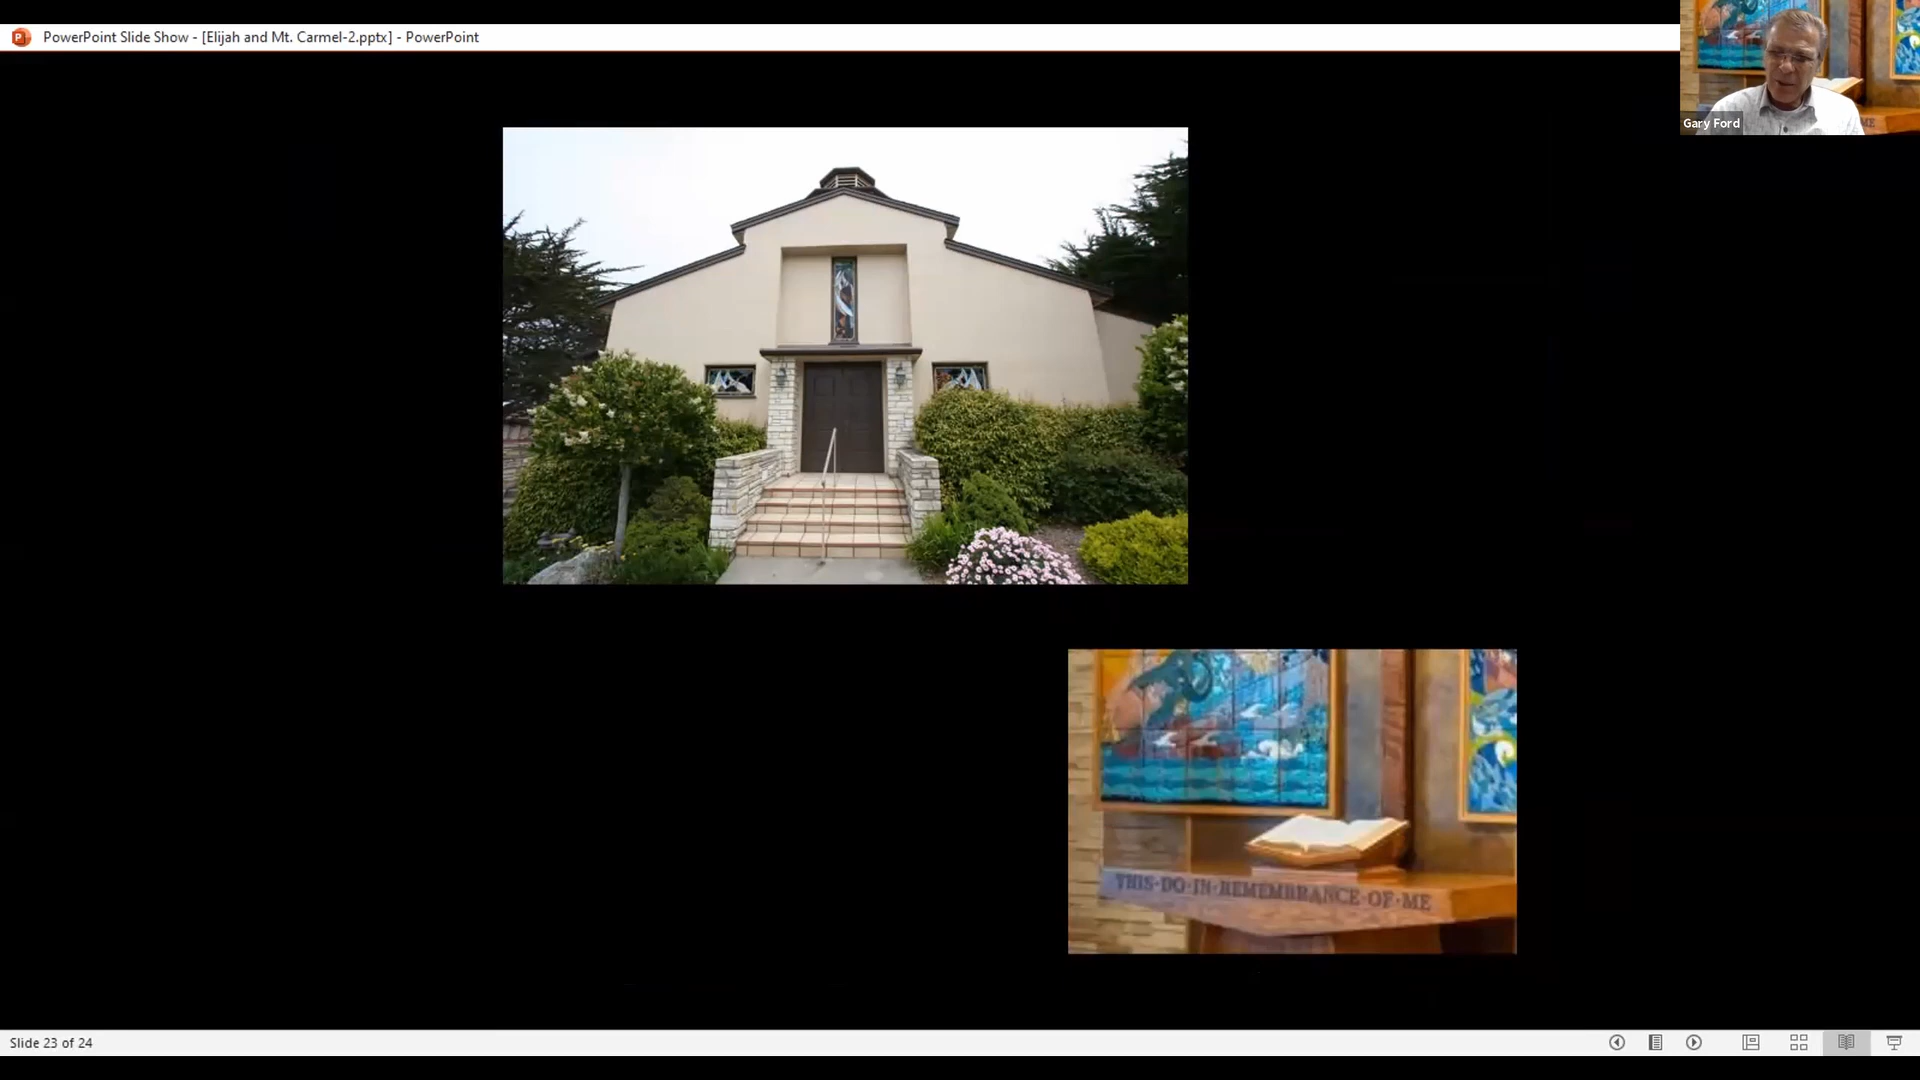 PowerPoint Slide Show - [Elijah and Mt. Carmel-2.pptx] - PowerPoint
Gary Ford
ME
THIS·DO·IN·REMEMBRANCE·OF·ME
Slide 23 of 24